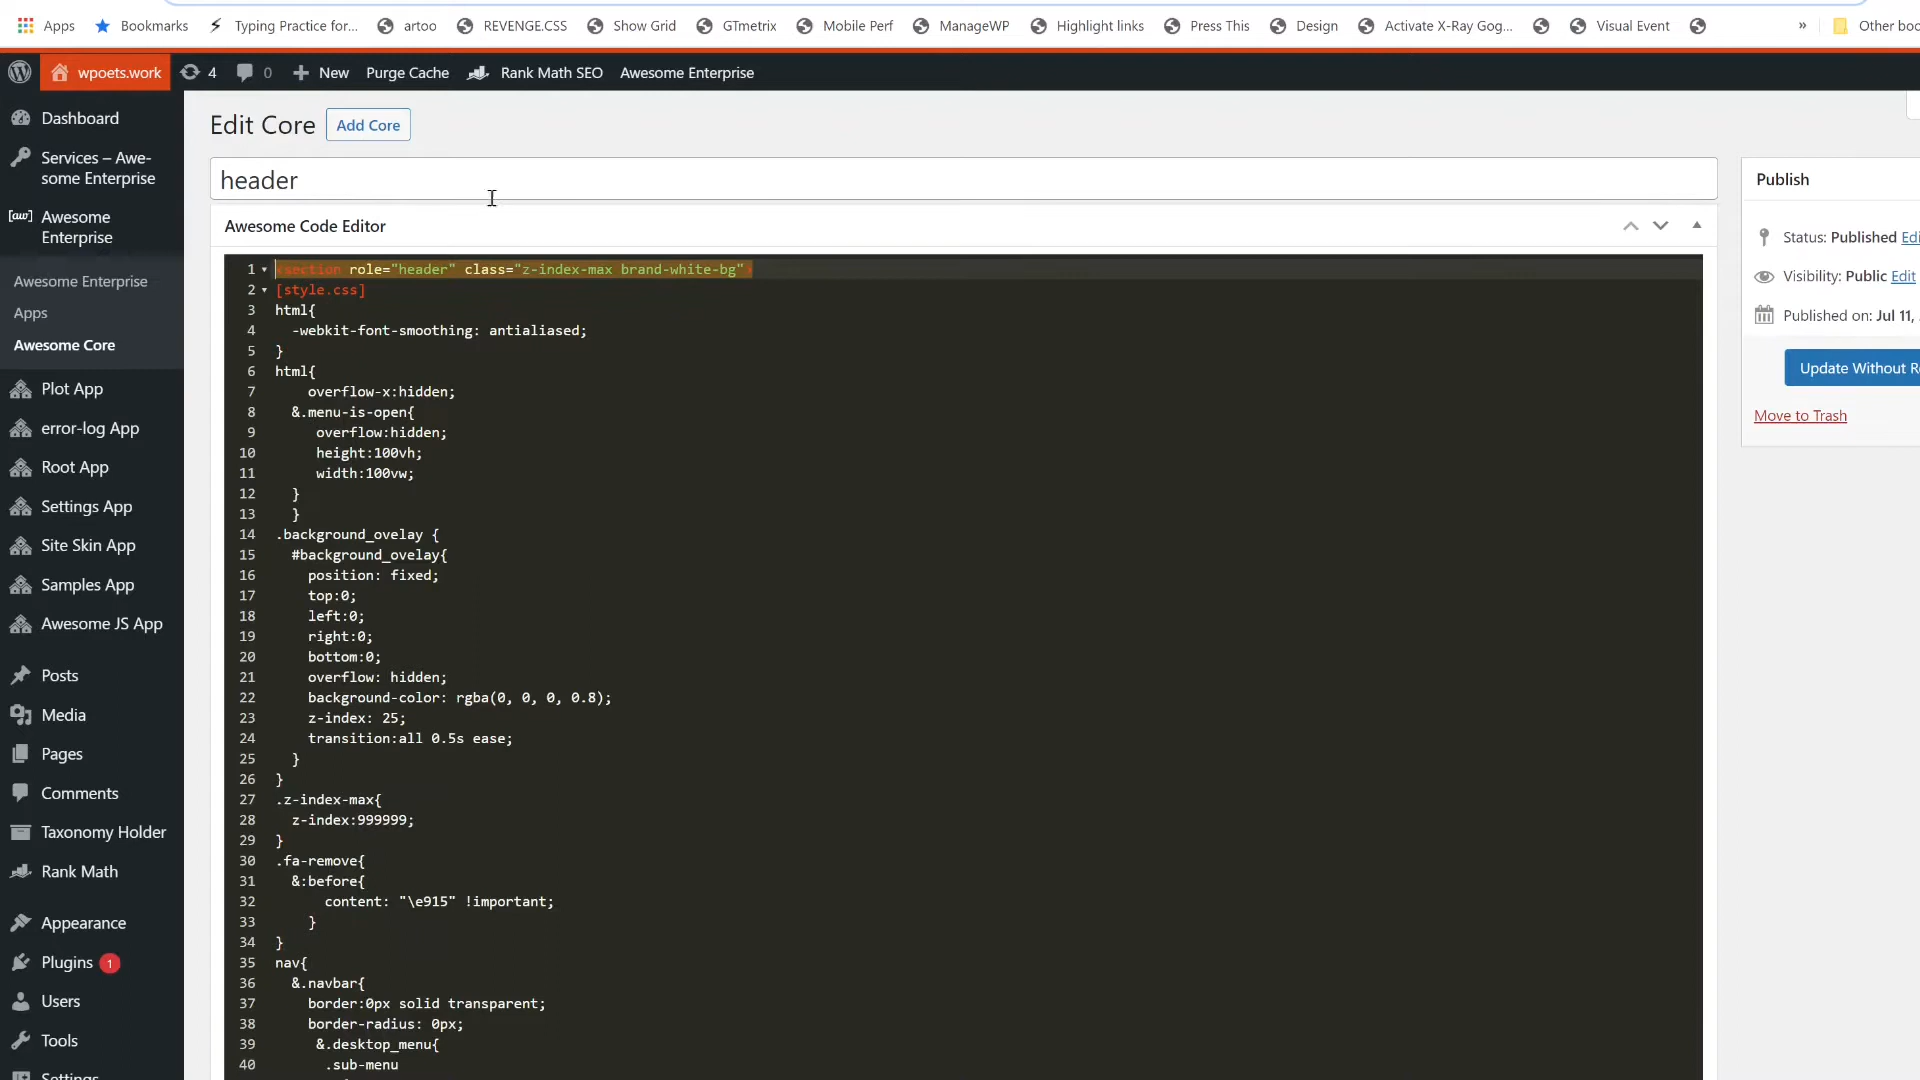 Apps Bookmarks Typing Practice for... artoo REVENGE.CSS Show Grid GTmetrix Mobile Perf ManageWP Highlight links Press This Design Activate X-Ray Gog... Visual Event » Other boo
wpoets.work 4 0 New Purge Cache Rank Math SEO Awesome Enterprise
Dashboard
Services – Awe-
some Enterprise
[aw] Awesome
Enterprise
Awesome Enterprise
Apps
Awesome Core
Plot App
error-log App
Root App
Settings App
Site Skin App
Samples App
Awesome JS App
Posts
Media
Pages
Comments
Taxonomy Holder
Rank Math
Appearance
Plugins 1
Users
Tools
Settings
Edit Core Add Core
header
Awesome Code Editor
1 <section role="header" class="z-index-max brand-white-bg">
2 [style.css]
3 html{
4 -webkit-font-smoothing: antialiased;
5 }
6 html{
7 overflow-x:hidden;
8 &.menu-is-open{
9 overflow:hidden;
10 height:100vh;
11 width:100vw;
12 }
13 }
14 .background_ovelay {
15 #background_ovelay{
16 position: fixed;
17 top:0;
18 left:0;
19 right:0;
20 bottom:0;
21 overflow: hidden;
22 background-color: rgba(0, 0, 0, 0.8);
23 z-index: 25;
24 transition:all 0.5s ease;
25 }
26 }
27 .z-index-max{
28 z-index:999999;
29 }
30 .fa-remove{
31 &:before{
32 content: "\e915" !important;
33 }
34 }
35 nav{
36 &.navbar{
37 border:0px solid transparent;
38 border-radius: 0px;
39 &.desktop_menu{
40 .sub-menu
Publish
Status: Published Edi
Visibility: Public Edit
Published on: Jul 11,
Update Without Re
Move to Trash